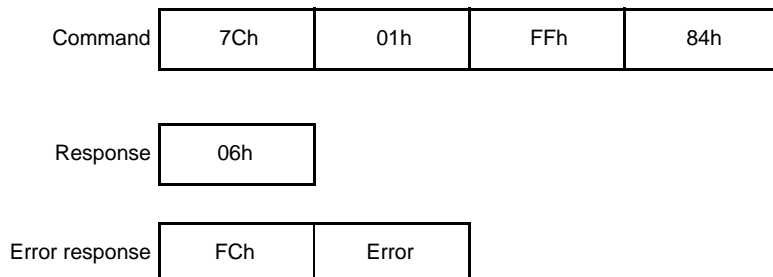 Command 7Ch 01h FFh 84h
Response 06h
Error response FCh Error